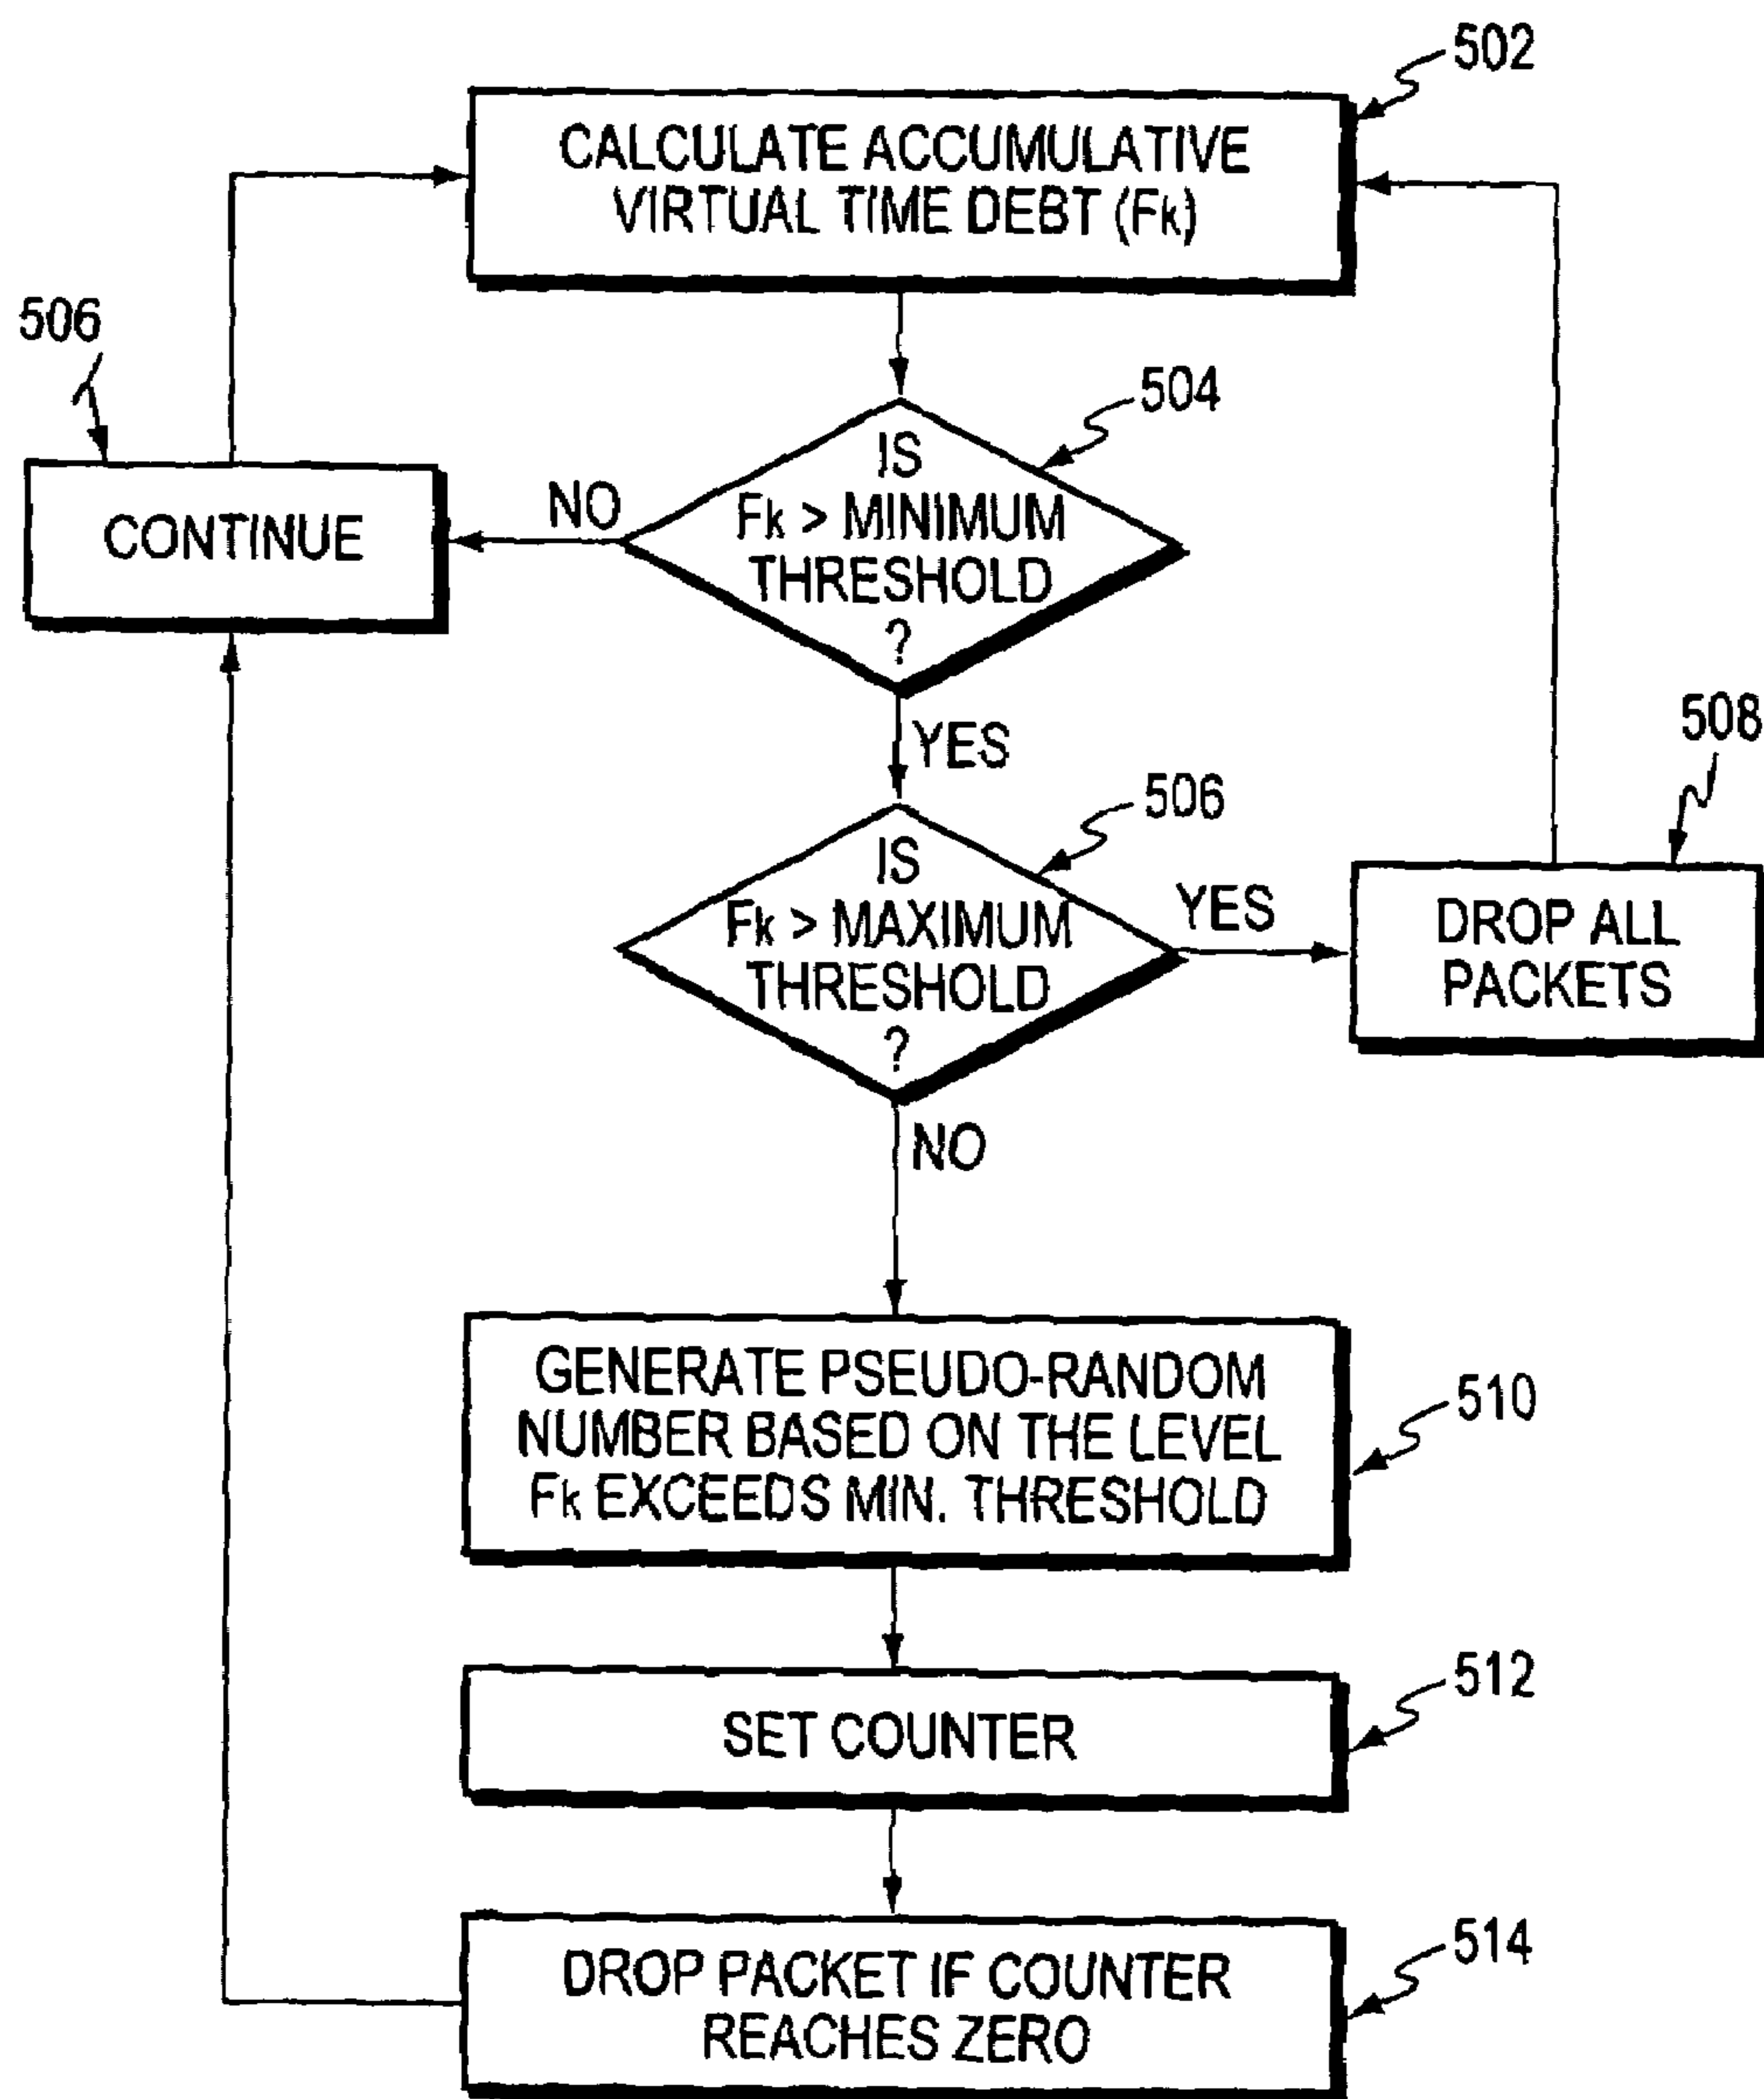 502
CALCULATE ACCUMULATIVE
VIRTUAL TIME DEBT (Fk)
506
504
IS
Fk > MINIMUM
THRESHOLD
?
NO
CONTINUE
YES
508
506
IS
Fk > MAXIMUM
THRESHOLD
?
YES
DROP ALL
PACKETS
NO
GENERATE PSEUDO-RANDOM
NUMBER BASED ON THE LEVEL
Fk EXCEEDS MIN. THRESHOLD
510
512
SET COUNTER
514
DROP PACKET IF COUNTER
REACHES ZERO